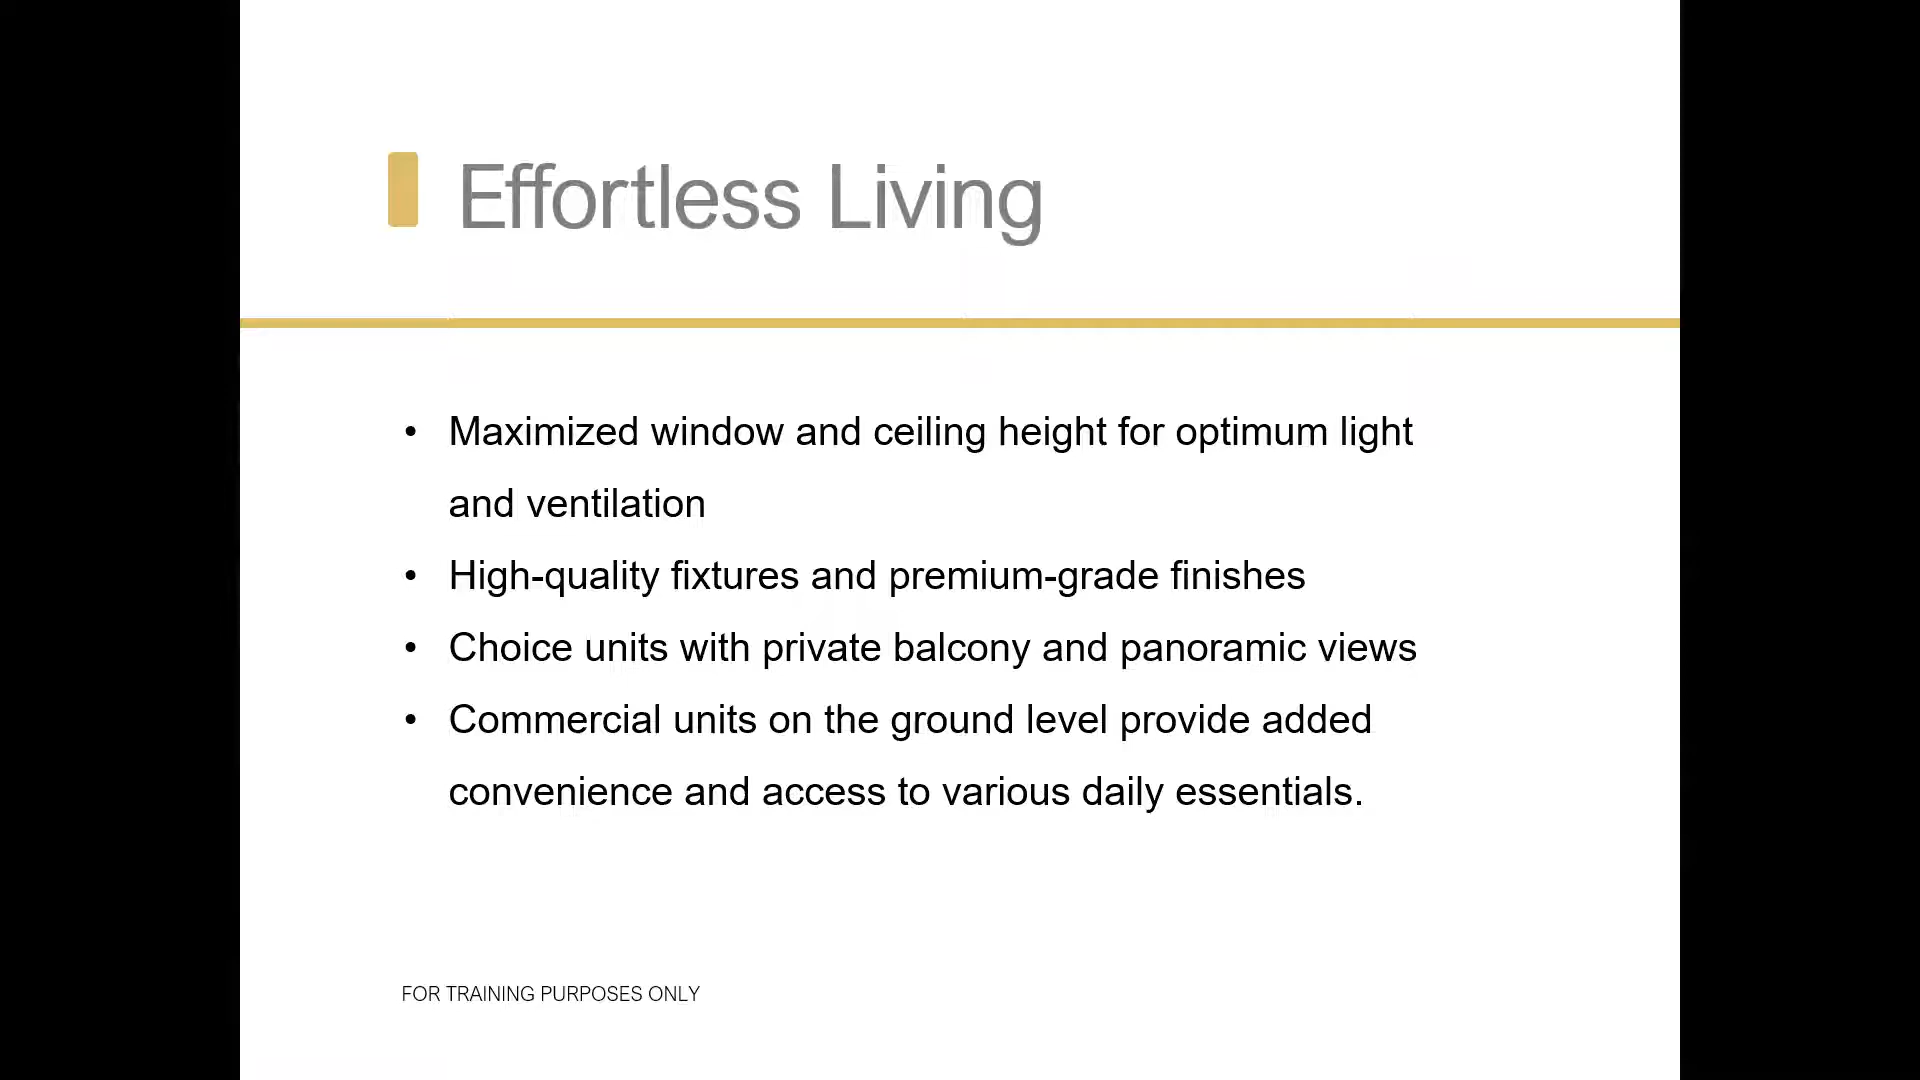 Effortless Living
• Maximized window and ceiling height for optimum light
and ventilation
• High-quality fixtures and premium-grade finishes
• Choice units with private balcony and panoramic views
• Commercial units on the ground level provide added
convenience and access to various daily essentials.
FOR TRAINING PURPOSES ONLY